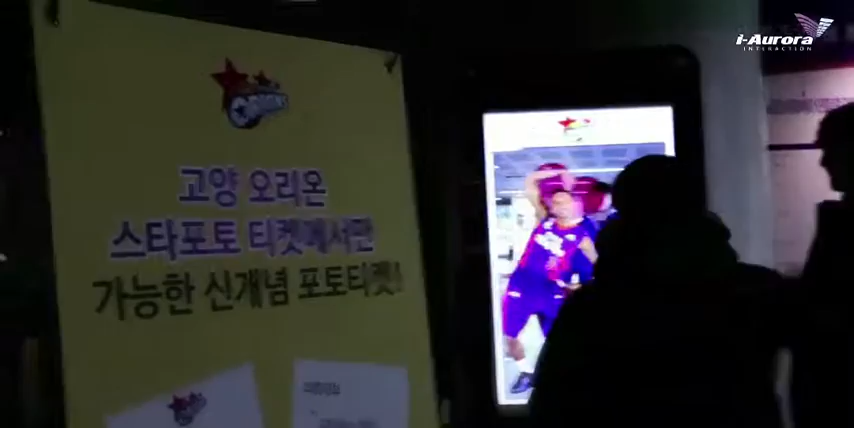 고양 오리온
스타포토 티켓에서만
가능한 신개념 포토티켓!
i-Aurora
INTERACTION